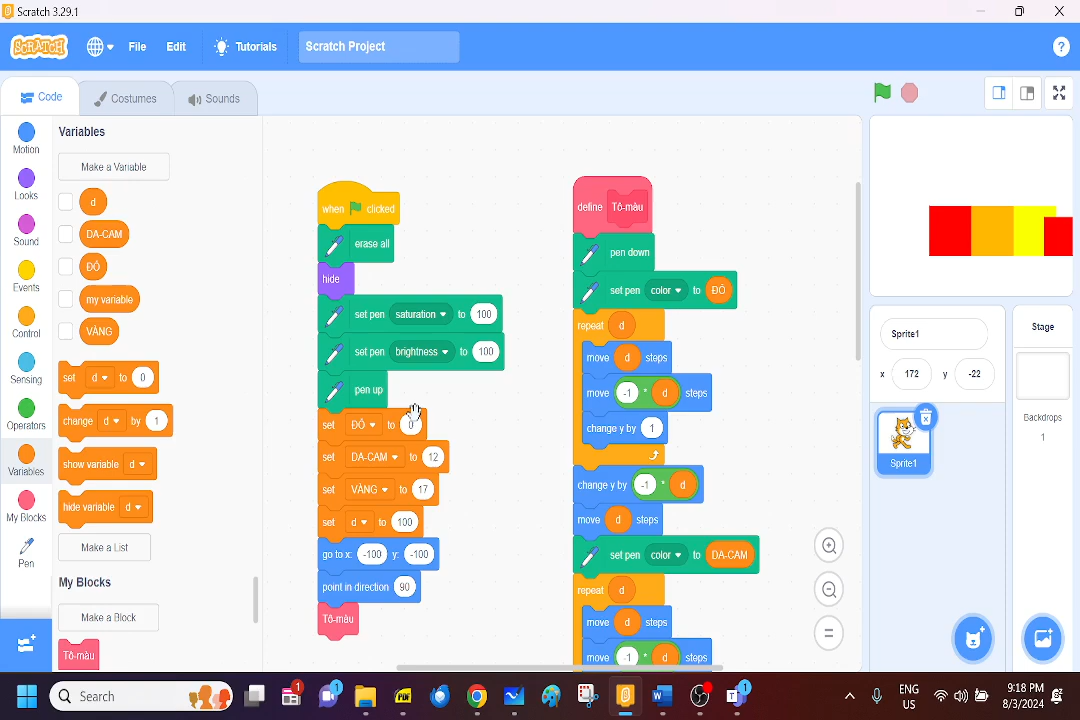 Scratch 3.29.1
SCRATCH File Edit Tutorials Scratch Project ?
Code Costumes Sounds
Motion
Looks
Sound
Events
Control
Sensing
Operators
Variables
My Blocks
Pen
Variables
Make a Variable
d
DA-CAM
ĐỎ
my variable
VÀNG
set d to 0
change d by 1
show variable d
hide variable d
Make a List
My Blocks
Make a Block
Tô-màu
when clicked
erase all
hide
set pen saturation to 100
set pen brightness to 100
pen up
set ĐỎ to 0
set DA-CAM to 12
set VÀNG to 17
set d to 100
go to x: -100 y: -100
point in direction 90
Tô-màu
define Tô-màu
pen down
set pen color to ĐỎ
repeat d
move d steps
move -1 * d steps
change y by 1
change y by -1 * d
move d steps
set pen color to DA-CAM
repeat d
move d steps
move -1 * d steps
Sprite1
x 172 y -22
Sprite1
Stage
Backdrops
1
Search
PDF
1
1
1
ENG
US
9:18 PM
8/3/2024